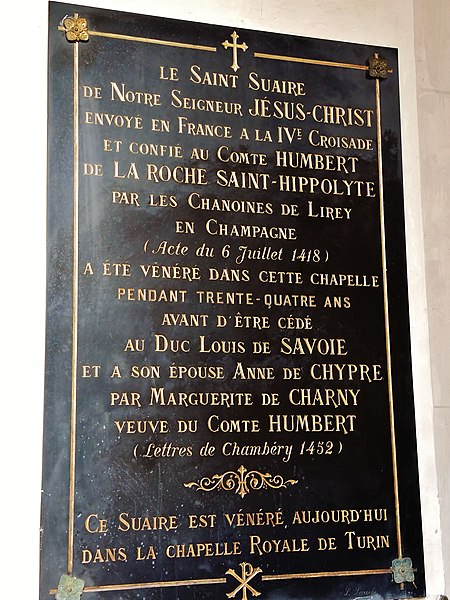 LE SAINT SUAIRE
DE NOTRE SEIGNEUR JÉSUS-CHRIST
ENVOYÉ EN FRANCE A LA IVE CROISADE
ET CONFIÉ AU COMTE HUMBERT
DE LA ROCHE SAINT-HIPPOLYTE
PAR LES CHANOINES DE LIREY
EN CHAMPAGNE
(Acte du 6 Juillet 1418)
A ÉTÉ VÉNÉRÉ DANS CETTE CHAPELLE
PENDANT TRENTE-QUATRE ANS
AVANT D'ÊTRE CÉDÉ
AU DUC LOUIS DE SAVOIE
ET A SON ÉPOUSE ANNE DE CHYPRE
PAR MARGUERITE DE CHARNY
VEUVE DU COMTE HUMBERT
(Lettres de Chambéry 1452)
CE SUAIRE EST VÉNÉRÉ AUJOURD'HUI
DANS LA CHAPELLE ROYALE DE TURIN